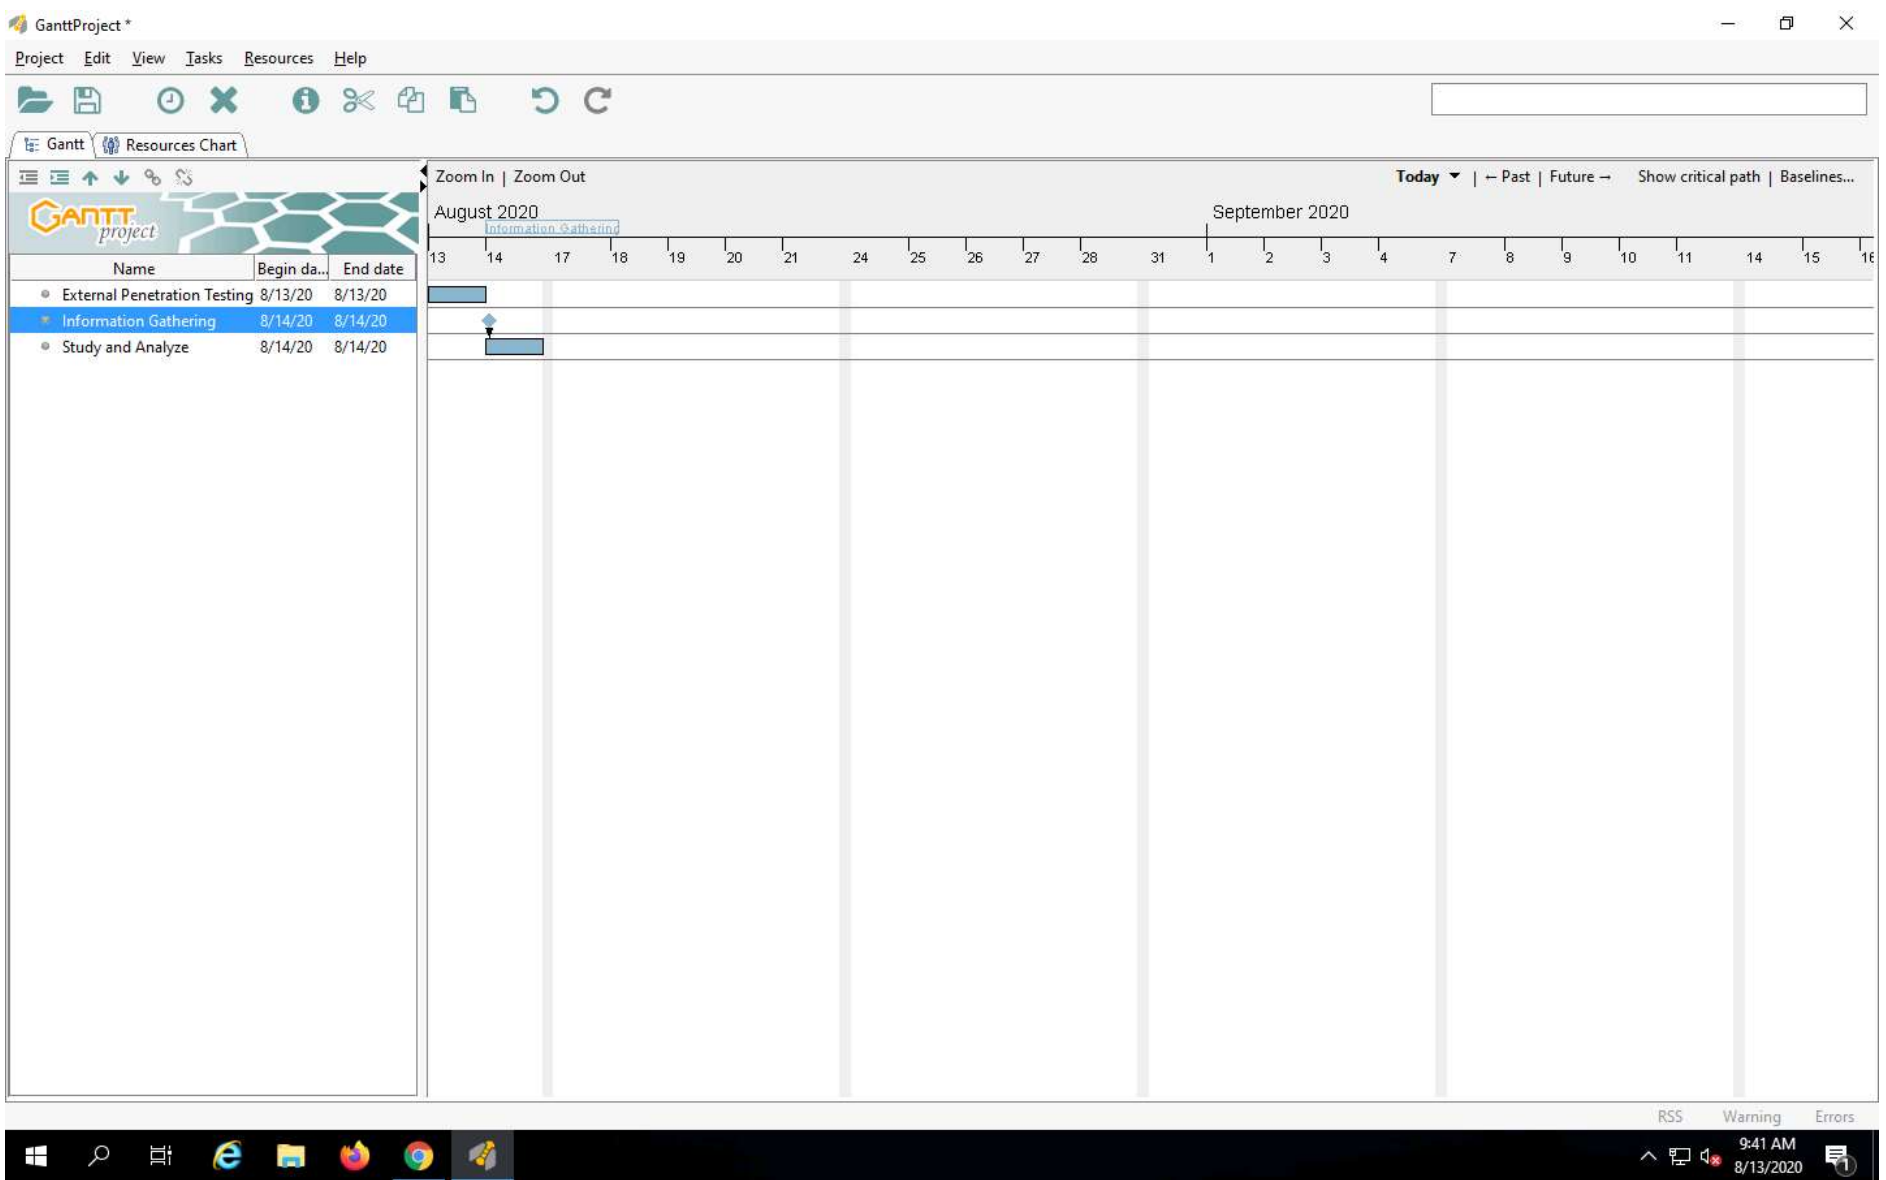 GanttProject *
Project Edit View Tasks Resources Help
Gantt Resources Chart
Zoom In | Zoom Out Today ▼ | ← Past | Future → Show critical path | Baselines...
GANTT project
August 2020 September 2020
Information Gathering
13 14 17 18 19 20 21 24 25 26 27 28 31 1 2 3 4 7 8 9 10 11 14 15
Name Begin da... End date
External Penetration Testing 8/13/20 8/13/20
Information Gathering 8/14/20 8/14/20
Study and Analyze 8/14/20 8/14/20
RSS Warning Errors
9:41 AM
8/13/2020
1